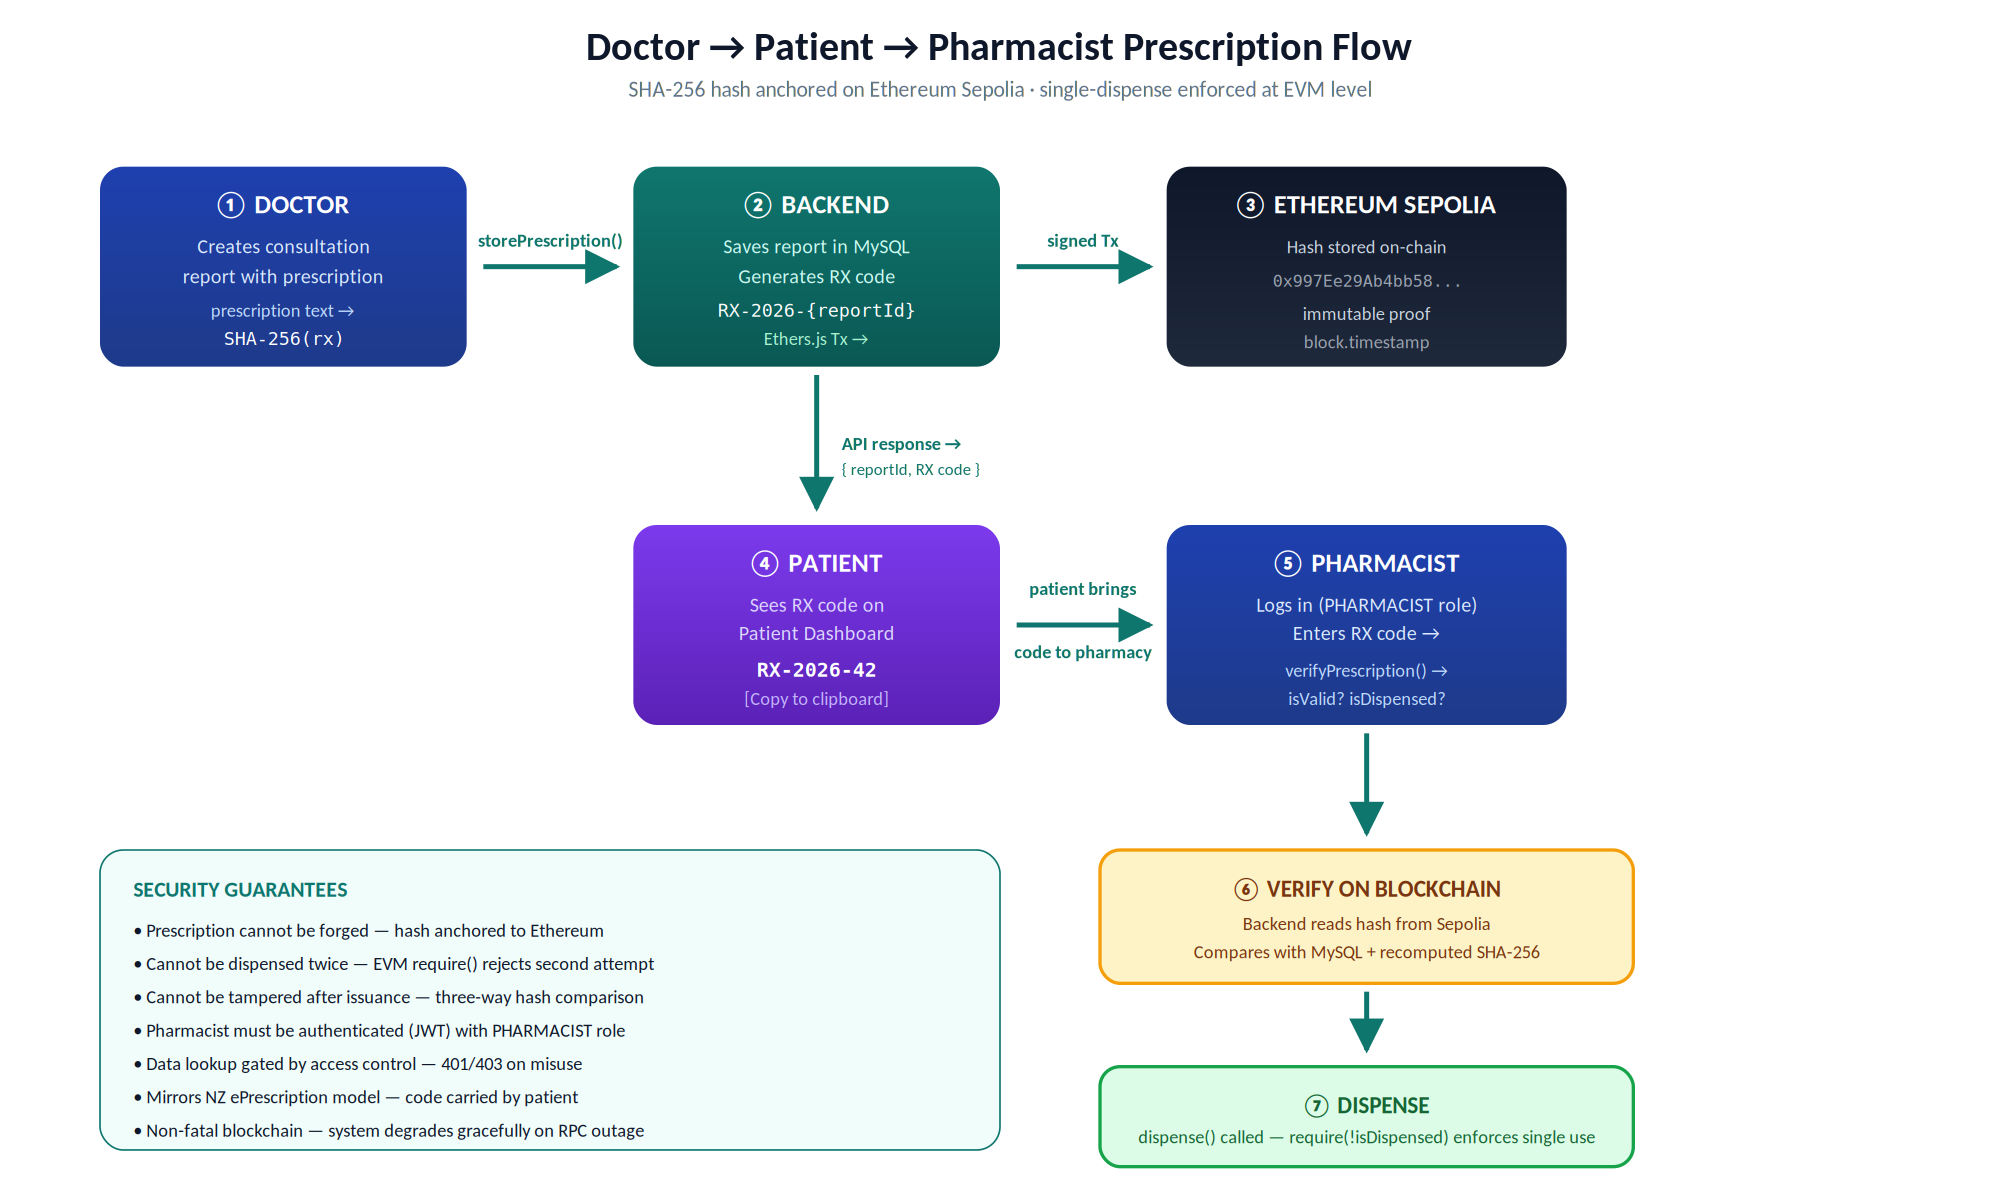 Doctor → Patient → Pharmacist Prescription Flow
SHA-256 hash anchored on Ethereum Sepolia · single-dispense enforced at EVM level
① DOCTOR
Creates consultation
report with prescription
prescription text →
SHA-256(rx)
storePrescription()
② BACKEND
Saves report in MySQL
Generates RX code
RX-2026-{reportId}
Ethers.js Tx →
signed Tx
③ ETHEREUM SEPOLIA
Hash stored on-chain
0x997Ee29Ab4bb58...
immutable proof
block.timestamp
API response →
{ reportId, RX code }
④ PATIENT
Sees RX code on
Patient Dashboard
RX-2026-42
[Copy to clipboard]
patient brings
code to pharmacy
⑤ PHARMACIST
Logs in (PHARMACIST role)
Enters RX code →
verifyPrescription() →
isValid? isDispensed?
SECURITY GUARANTEES
• Prescription cannot be forged — hash anchored to Ethereum
• Cannot be dispensed twice — EVM require() rejects second attempt
• Cannot be tampered after issuance — three-way hash comparison
• Pharmacist must be authenticated (JWT) with PHARMACIST role
• Data lookup gated by access control — 401/403 on misuse
• Mirrors NZ ePrescription model — code carried by patient
• Non-fatal blockchain — system degrades gracefully on RPC outage
⑥ VERIFY ON BLOCKCHAIN
Backend reads hash from Sepolia
Compares with MySQL + recomputed SHA-256
⑦ DISPENSE
dispense() called — require(!isDispensed) enforces single use